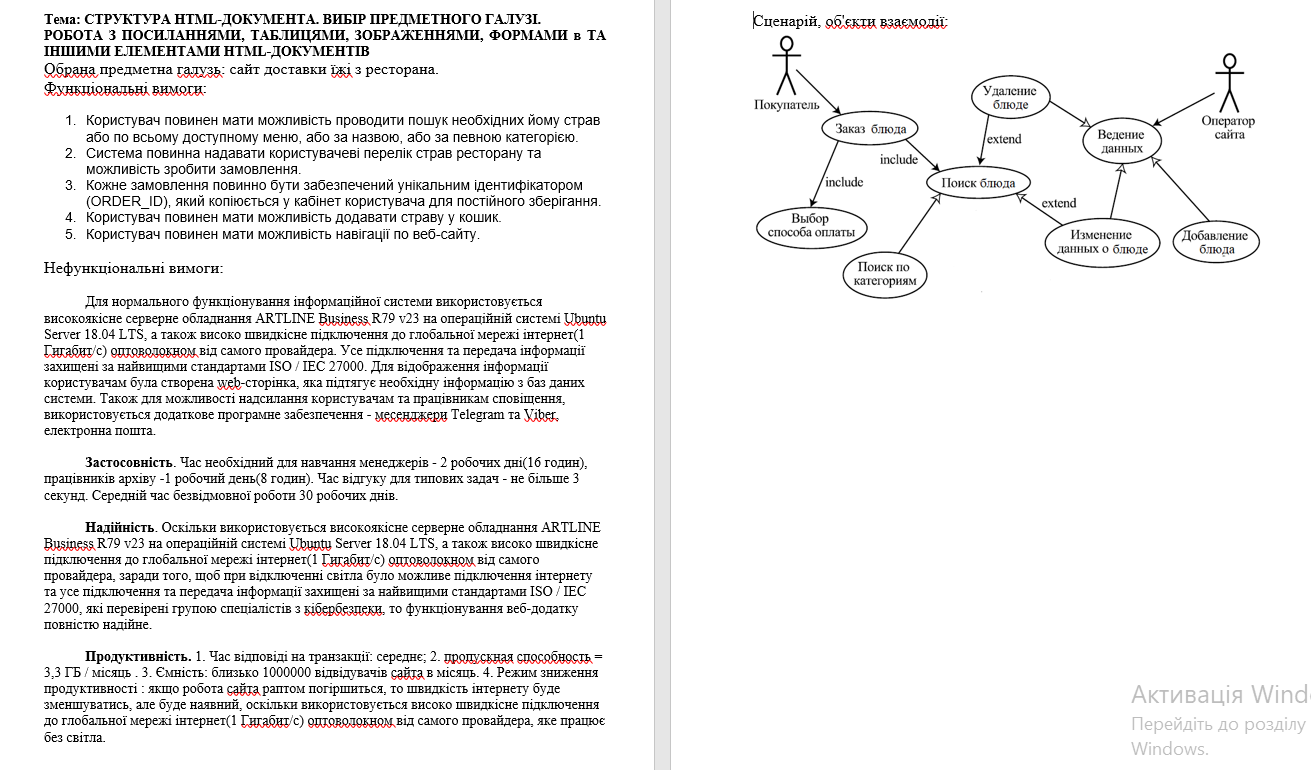 Тема: СТРУКТУРА HTML-ДОКУМЕНТА. ВИБІР ПРЕДМЕТНОГО ГАЛУЗІ.
РОБОТА З ПОСИЛАННЯМИ, ТАБЛИЦЯМИ, ЗОБРАЖЕННЯМИ, ФОРМАМИ в ТА
ІНШИМИ ЕЛЕМЕНТАМИ HTML-ДОКУМЕНТІВ
Обрана предметна галузь: сайт доставки їжі з ресторана.
Функціональні вимоги:
1. Користувач повинен мати можливість проводити пошук необхідних йому страв
або по всьому доступному меню, або за назвою, або за певною категорією.
2. Система повинна надавати користувачеві перелік страв ресторану та
можливість зробити замовлення.
3. Кожне замовлення повинно бути забезпечений унікальним ідентифікатором
(ORDER_ID), який копіюється у кабінет користувача для постійного зберігання.
4. Користувач повинен мати можливість додавати страву у кошик.
5. Користувач повинен мати можливість навігації по веб-сайту.
Нефункціональні вимоги:
Для нормального функціонування інформаційної системи використовується
високоякісне серверне обладнання ARTLINE Business R79 v23 на операційній системі Ubuntu
Server 18.04 LTS, а також високо швидкісне підключення до глобальної мережі інтернет(1
Гигабит/с) оптоволокном від самого провайдера. Усе підключення та передача інформації
захищені за найвищими стандартами ISO / IEC 27000. Для відображення інформації
користувачам була створена web-сторінка, яка підтягує необхідну інформацію з баз даних
системи. Також для можливості надсилання користувачам та працівникам сповіщення,
використовується додаткове програмне забезпечення - месенджери Telegram та Viber,
електронна пошта.
Застосовність. Час необхідний для навчання менеджерів - 2 робочих дні(16 годин),
працівників архіву -1 робочий день(8 годин). Час відгуку для типових задач - не більше 3
секунд. Середній час безвідмовної роботи 30 робочих днів.
Надійність. Оскільки використовується високоякісне серверне обладнання ARTLINE
Business R79 v23 на операційній системі Ubuntu Server 18.04 LTS, а також високо швидкісне
підключення до глобальної мережі інтернет(1 Гигабит/с) оптоволокном від самого
провайдера, заради того, щоб при відключенні світла було можливе підключення інтернету
та усе підключення та передача інформації захищені за найвищими стандартами ISO / IEC
27000, які перевірені групою спеціалістів з кібербезпеки, то функціонування веб-додатку
повністю надійне.
Продуктивність. 1. Час відповіді на транзакції: середнє; 2. пропускная способность =
3,3 ГБ / місяць . 3. Ємність: близько 1000000 відвідувачів сайта в місяць. 4. Режим зниження
продуктивності : якщо робота сайта раптом погіршиться, то швидкість інтернету буде
зменшуватись, але буде наявний, оскільки використовується високо швидкісне підключення
до глобальної мережі інтернет(1 Гигабит/с) оптоволокном від самого провайдера, яке працює
без світла.
Сценарій, об'єкти взаємодії:
Покупатель
Заказ блюда
include
include
Выбор
способа оплаты
Поиск по
категориям
Поиск блюда
Удаление
блюде
extend
extend
Ведение
данных
Оператор
сайта
Изменение
данных о блюде
Добавление
блюда
Активація Wind
Перейдіть до розділу
Windows.